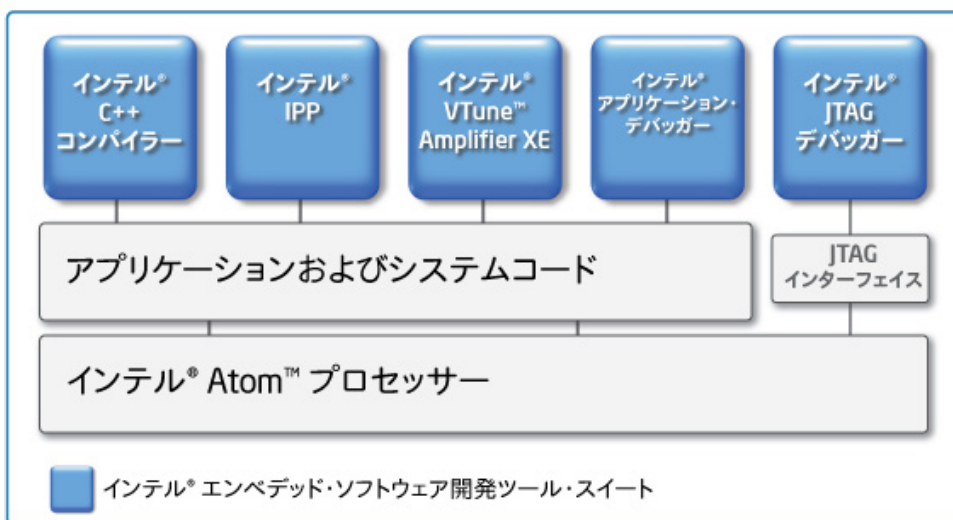 インテル®
C++
コンパイラー
インテル®
IPP
インテル®
VTune™
Amplifier XE
インテル®
アプリケーション・
デバッガー
インテル®
JTAG
デバッガー
アプリケーションおよびシステムコード
JTAG
インターフェイス
インテル® Atom™ プロセッサー
インテル® エンベデッド・ソフトウェア開発ツール・スイート